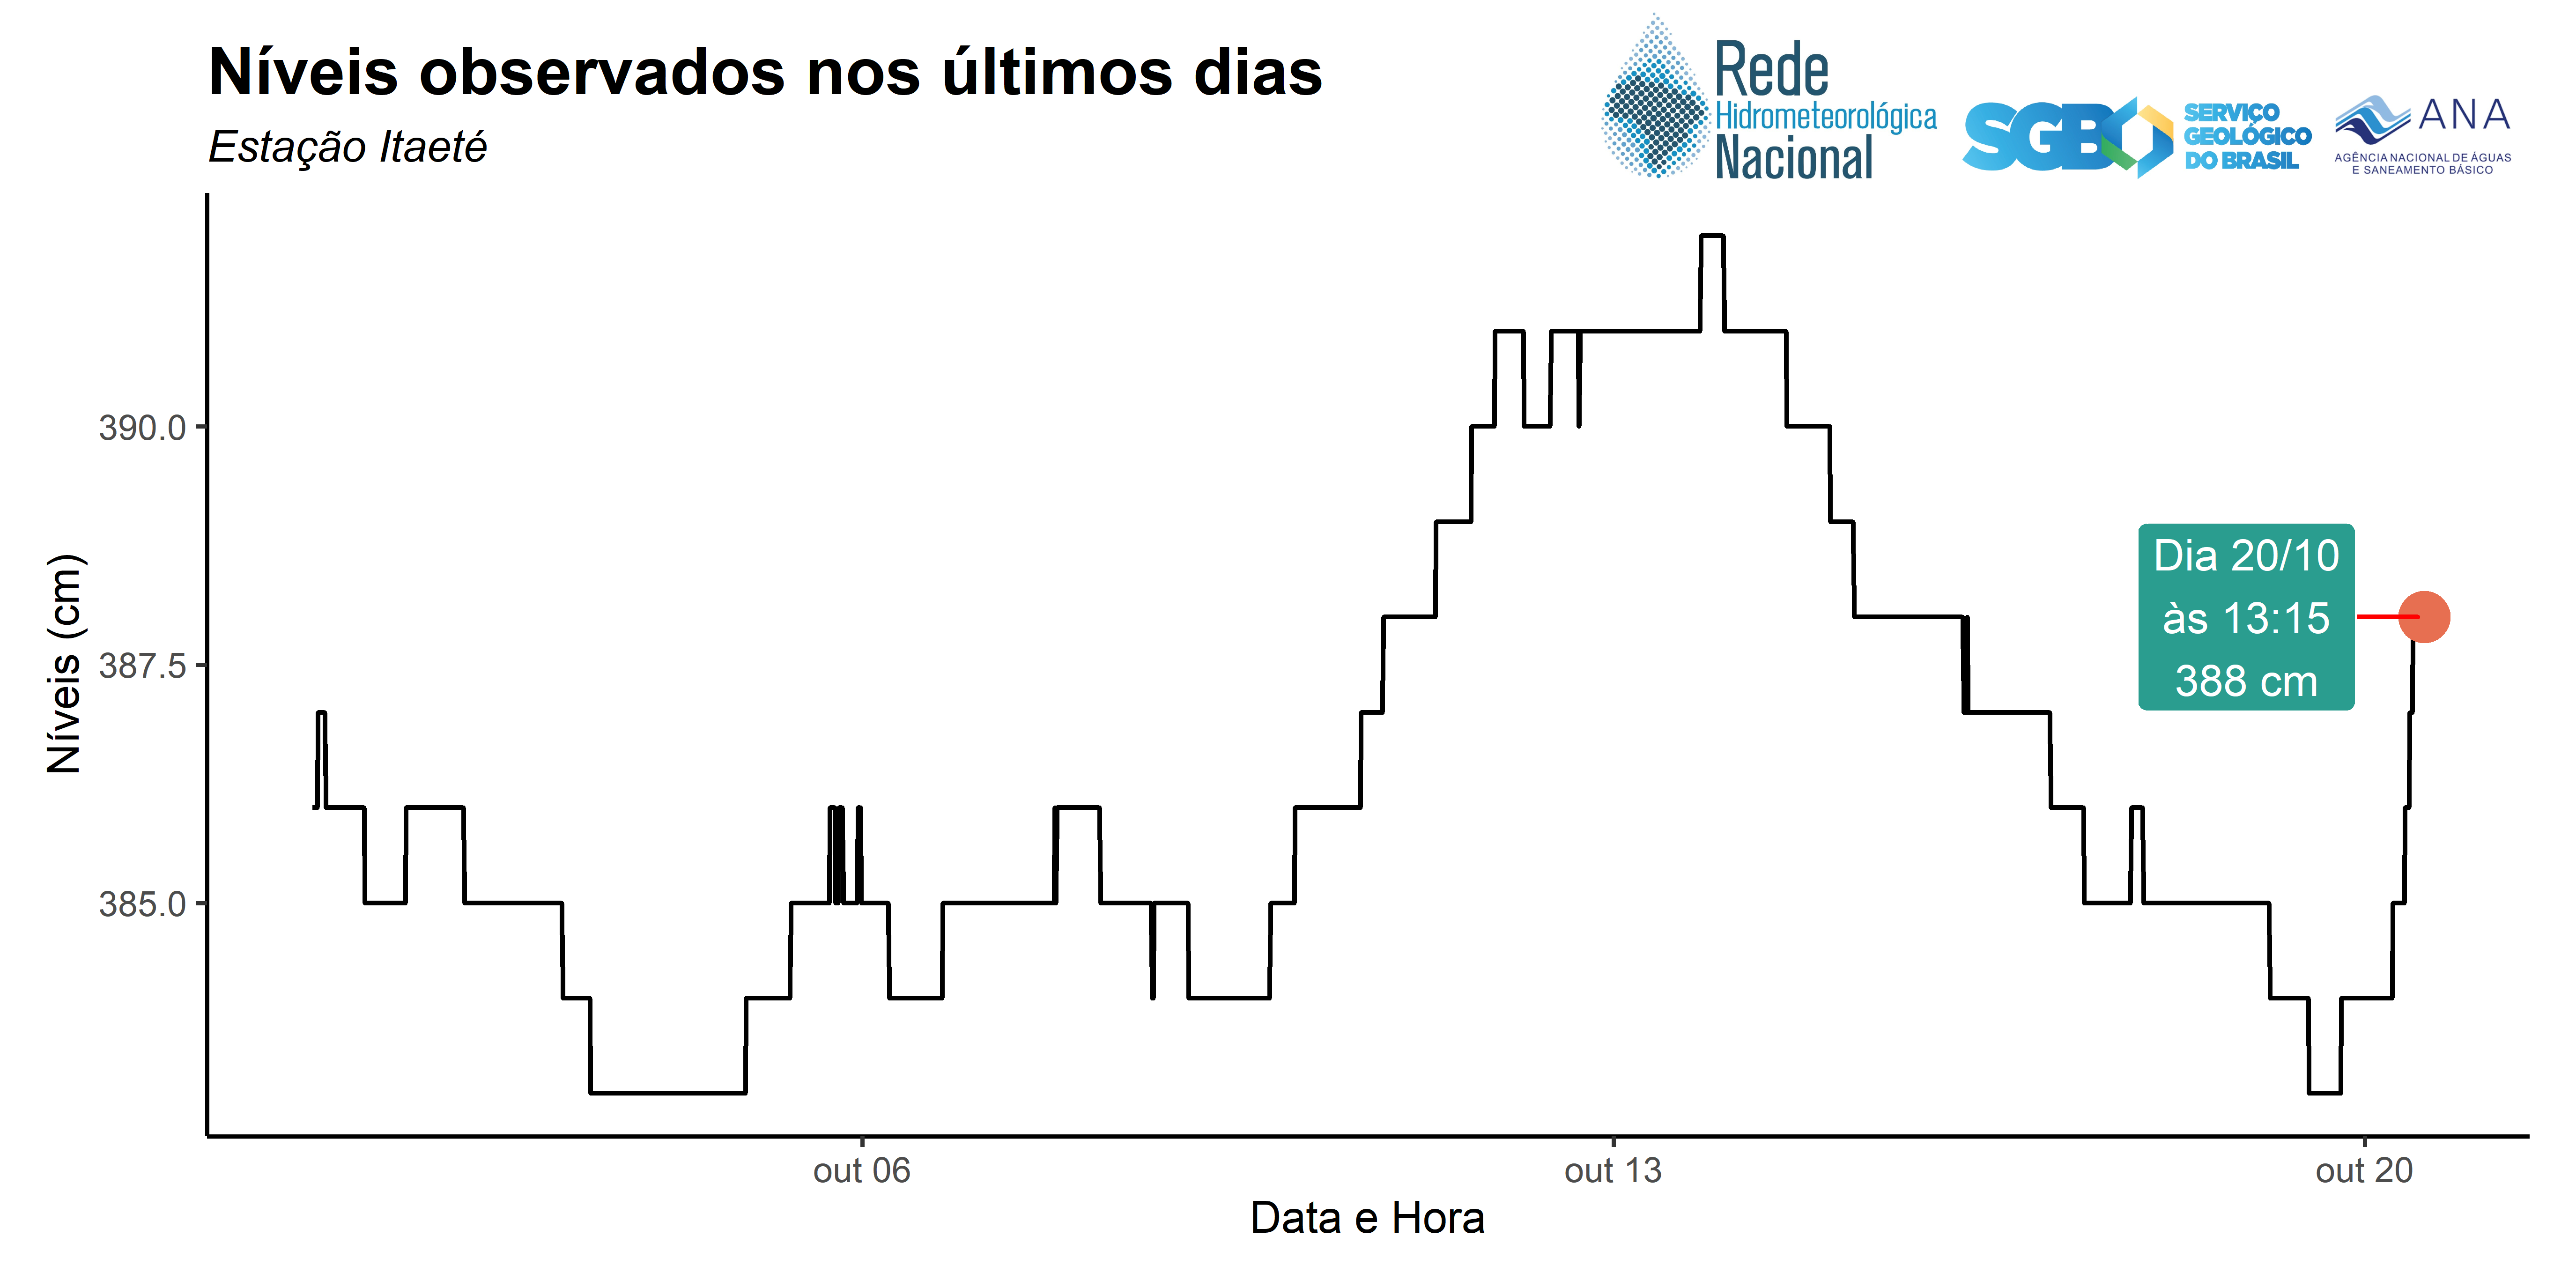 Níveis observados nos últimos dias
Estação Itaeté
Rede
Hidrometeorológica
Nacional
SGB
SERVIÇO
GEOLÓGICO
DO BRASIL
ANA
AGÊNCIA NACIONAL DE ÁGUAS
E SANEAMENTO BÁSICO
Níveis (cm)
390.0
387.5
385.0
Dia 20/10
às 13:15
388 cm
out 06
out 13
out 20
Data e Hora